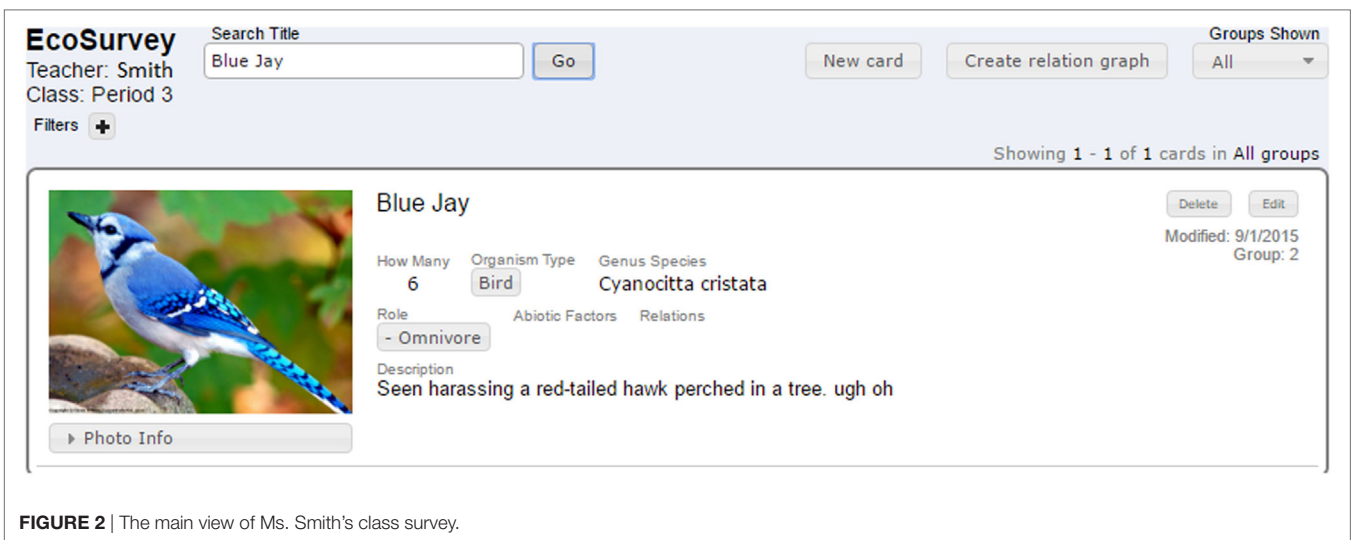 EcoSurvey
Teacher: Smith
Class: Period 3
Search Title
Blue Jay
Go
New card
Create relation graph
Groups Shown
All
Filters
Showing 1 - 1 of 1 cards in All groups
Blue Jay
Delete Edit
Modified: 9/1/2015
Group: 2
How Many Organism Type Genus Species
6 Bird Cyanocitta cristata
Role Abiotic Factors Relations
- Omnivore
Description
Seen harassing a red-tailed hawk perched in a tree. ugh oh
Photo Info
FIGURE 2 | The main view of Ms. Smith's class survey.